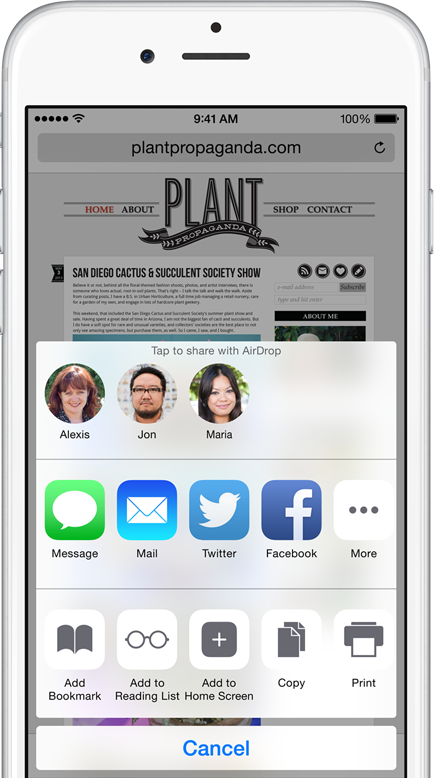 9:41 AM 100%
plantpropaganda.com
HOME ABOUT PLANT SHOP CONTACT
PROPAGANDA
SAN DIEGO CACTUS & SUCCULENT SOCIETY SHOW
Believe it or not, behind all the floral-themed fashion shoots, photos, and artist interviews, there is
someone who loves actual, root-in-soil plants. That's right - I talk the talk and walk the walk. Aside
from curating posts, I have a B.S. in Urban Horticulture, a full time job managing a retail nursery, care
for a garden of my own, and engage in lots of hardcore plant geekery.
This weekend, that included the San Diego Cactus and Succulent Society's summer plant show and
sale. Having spent a great deal of time in Arizona, I am not the biggest fan of cacti and succulents. But
I do have a soft spot for rare and unusual varieties, and collectors' societies are the best place to not
only see amazing specimens, but purchase them, as well. So I came, I saw, and I bought.
e-mail address Subscribe
type and hit enter
ABOUT ME
Tap to share with AirDrop
Alexis Jon Maria
Message Mail Twitter Facebook More
Add Add to Add to Copy Print
Bookmark Reading List Home Screen
Cancel